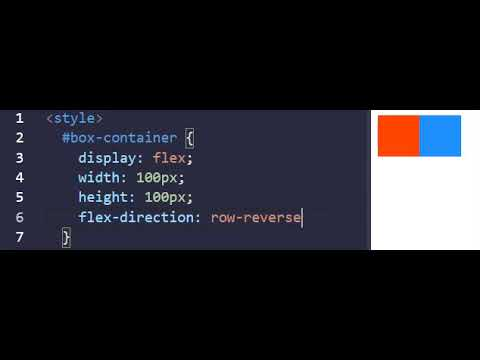 1 <style>
2 #box-container {
3 display: flex;
4 width: 100px;
5 height: 100px;
6 flex-direction: row-reverse
7 }